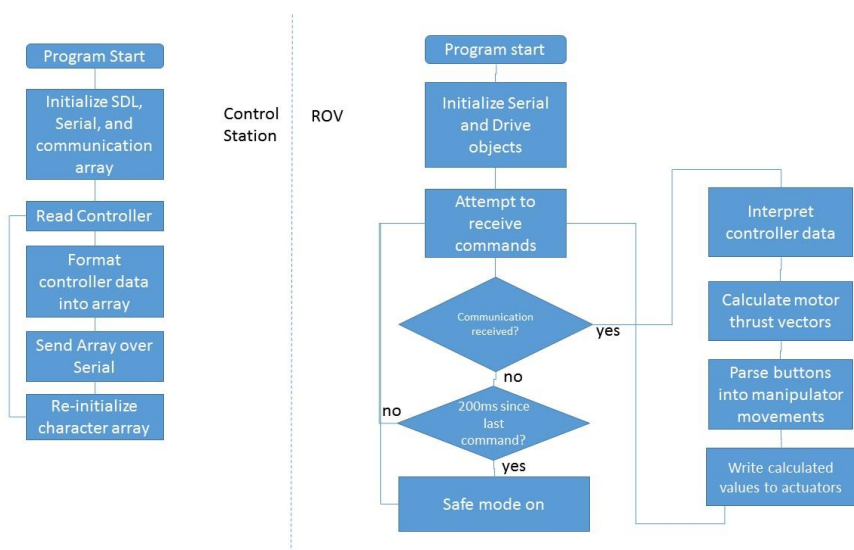 Program Start
Initialize SDL,
Serial, and
communication
array
Read Controller
Format
controller data
into array
Send Array over
Serial
Re-initialize
character array
Control
Station
ROV
Program start
Initialize Serial
and Drive
objects
Attempt to
receive
commands
Communication
received?
yes
no
200ms since
last
command?
no
yes
Safe mode on
Interpret
controller data
Calculate motor
thrust vectors
Parse buttons
into manipulator
movements
Write calculated
values to actuators